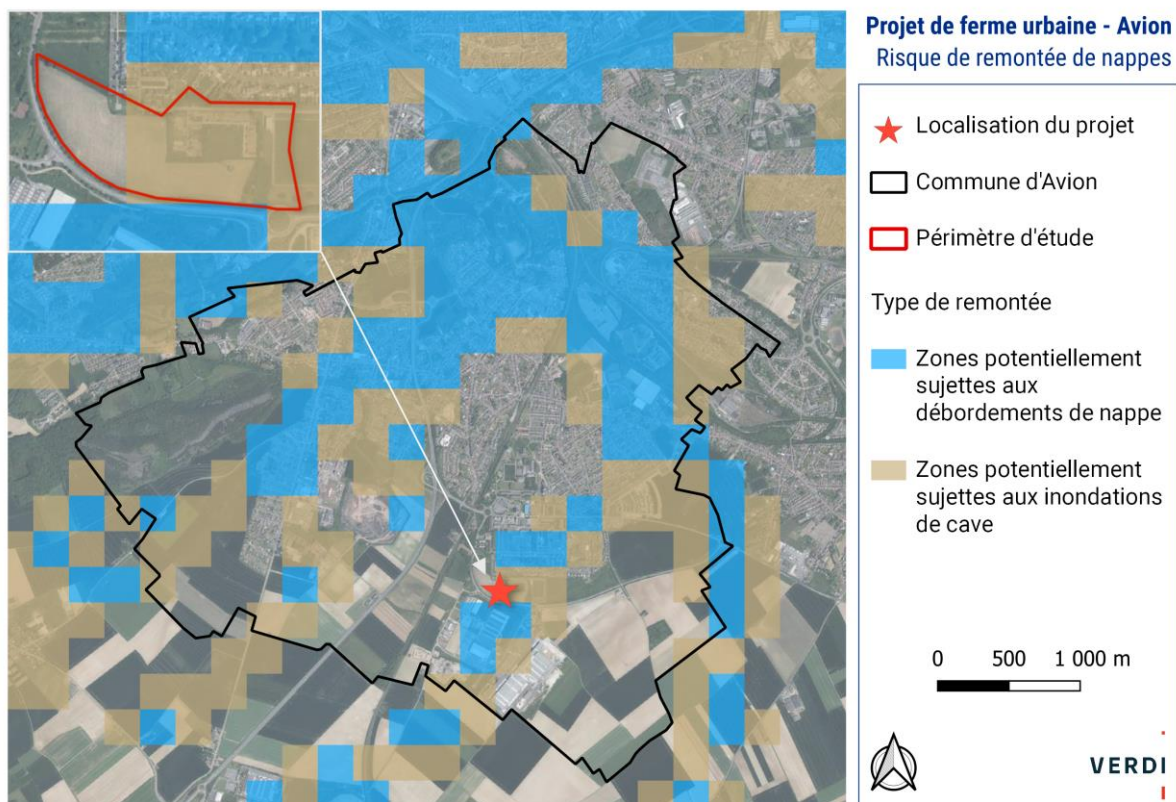 Projet de ferme urbaine - Avion
Risque de remontée de nappes
Localisation du projet
Commune d'Avion
Périmètre d'étude
Type de remontée
Zones potentiellement
sujettes aux
débordements de nappe
Zones potentiellement
sujettes aux inondations
de cave
0 500 1 000 m
VERDI